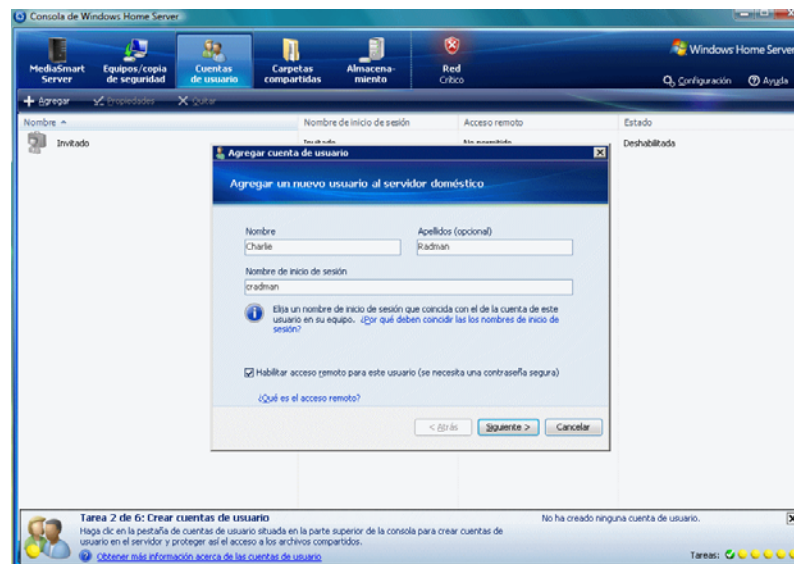 Consola de Windows Home Server
MediaSmart Server
Equipos/copia de seguridad
Cuentas de usuario
Carpetas compartidas
Almacena-miento
Red
Crítico
Windows Home Server
Configuración
Ayuda
Agregar
Propiedades
Quitar
Nombre
Nombre de inicio de sesión
Acceso remoto
Estado
Invitado
Invitado
No permitido
Deshabilitada
Agregar cuenta de usuario
Agregar un nuevo usuario al servidor doméstico
Nombre
Apellidos (opcional)
Charlie
Radman
Nombre de inicio de sesión
cradman
Elija un nombre de inicio de sesión que coincida con el de la cuenta de este
usuario en su equipo. ¿Por qué deben coincidir las los nombres de inicio de
sesión?
Habilitar acceso remoto para este usuario (se necesita una contraseña segura)
¿Qué es el acceso remoto?
< Atrás
Siguiente >
Cancelar
Tarea 2 de 6: Crear cuentas de usuario
No ha creado ninguna cuenta de usuario.
Haga clic en la pestaña de cuentas de usuario situada en la parte superior de la consola para crear cuentas de
usuario en el servidor y proteger así el acceso a los archivos compartidos.
Obtener más información acerca de las cuentas de usuario
Tareas: